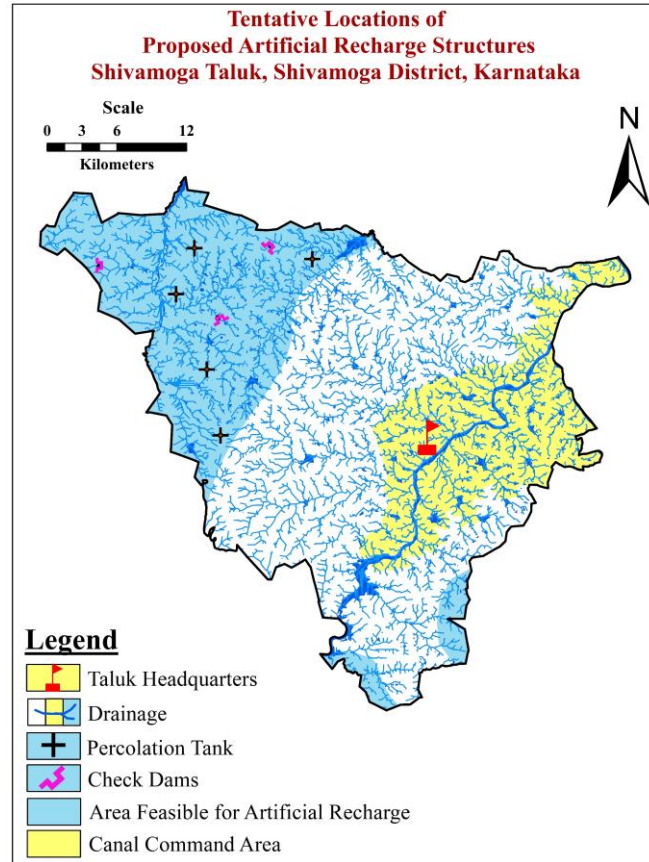 Tentative Locations of
Proposed Artificial Recharge Structures
Shivamoga Taluk, Shivamoga District, Karnataka
Scale
0 3 6 12
Kilometers
N
Legend
Taluk Headquarters
Drainage
Percolation Tank
Check Dams
Area Feasible for Artificial Recharge
Canal Command Area